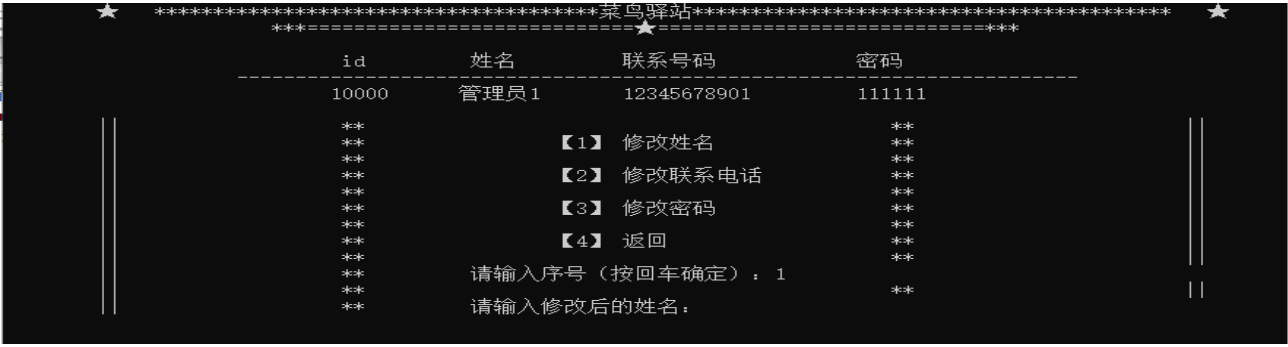 ★ **************************************菜鸟驿站***************************************** ★
***============================★============================***
id 姓名 联系号码 密码
------------------------------------------------------------------------
10000 管理员1 12345678901 111111
|| ** ** ||
|| ** 【1】 修改姓名 ** ||
|| ** ** ||
|| ** 【2】 修改联系电话 ** ||
|| ** ** ||
|| ** 【3】 修改密码 ** ||
|| ** ** ||
|| ** 【4】 返回 ** ||
|| ** ** ||
|| ** 请输入序号（按回车确定）：1
|| ** ** ||
|| ** 请输入修改后的姓名：